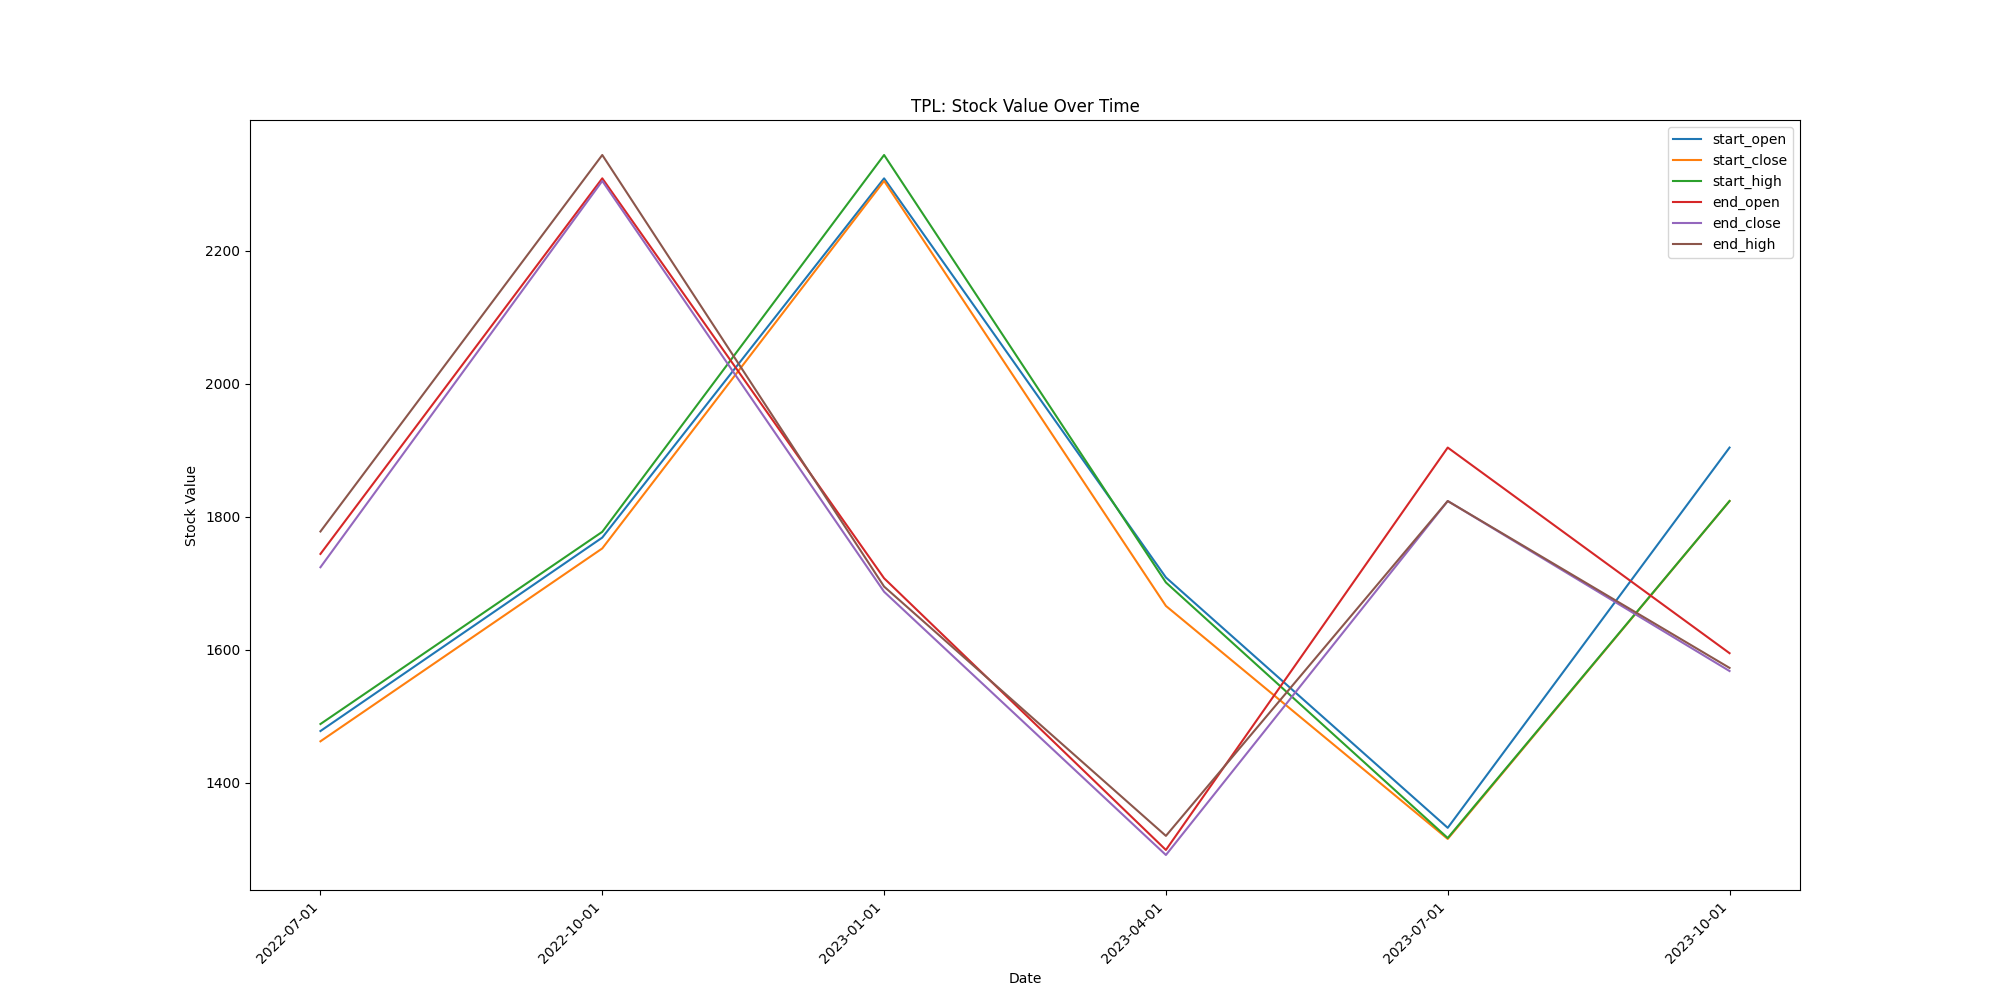 TPL: Stock Value Over Time
start_open
start_close
start_high
end_open
end_close
end_high
Stock Value
2200
2000
1800
1600
1400
2022-07-01
2022-10-01
2023-01-01
2023-04-01
2023-07-01
2023-10-01
Date